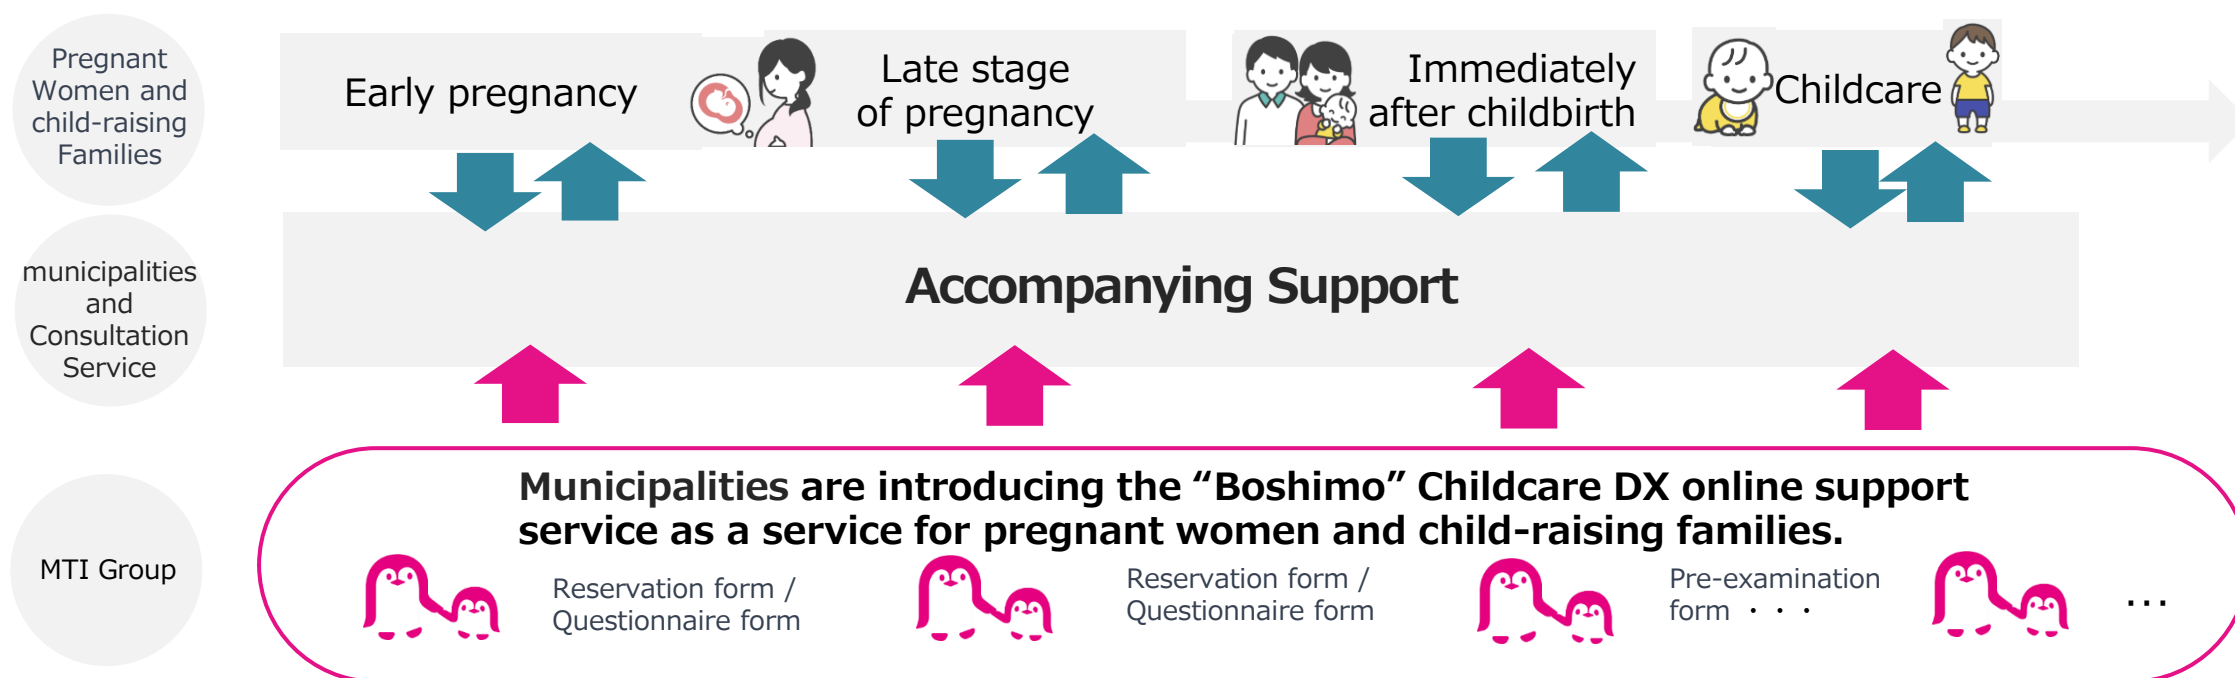 Pregnant
Women and
child-raising
Families
Early pregnancy
Late stage
of pregnancy
Immediately
after childbirth
Childcare
municipalities
and
Consultation
Service
Accompanying Support
MTI Group
Municipalities are introducing the “Boshimo” Childcare DX online support
service as a service for pregnant women and child-raising families.
Reservation form /
Questionnaire form
Reservation form /
Questionnaire form
Pre-examination
form ・・・
…